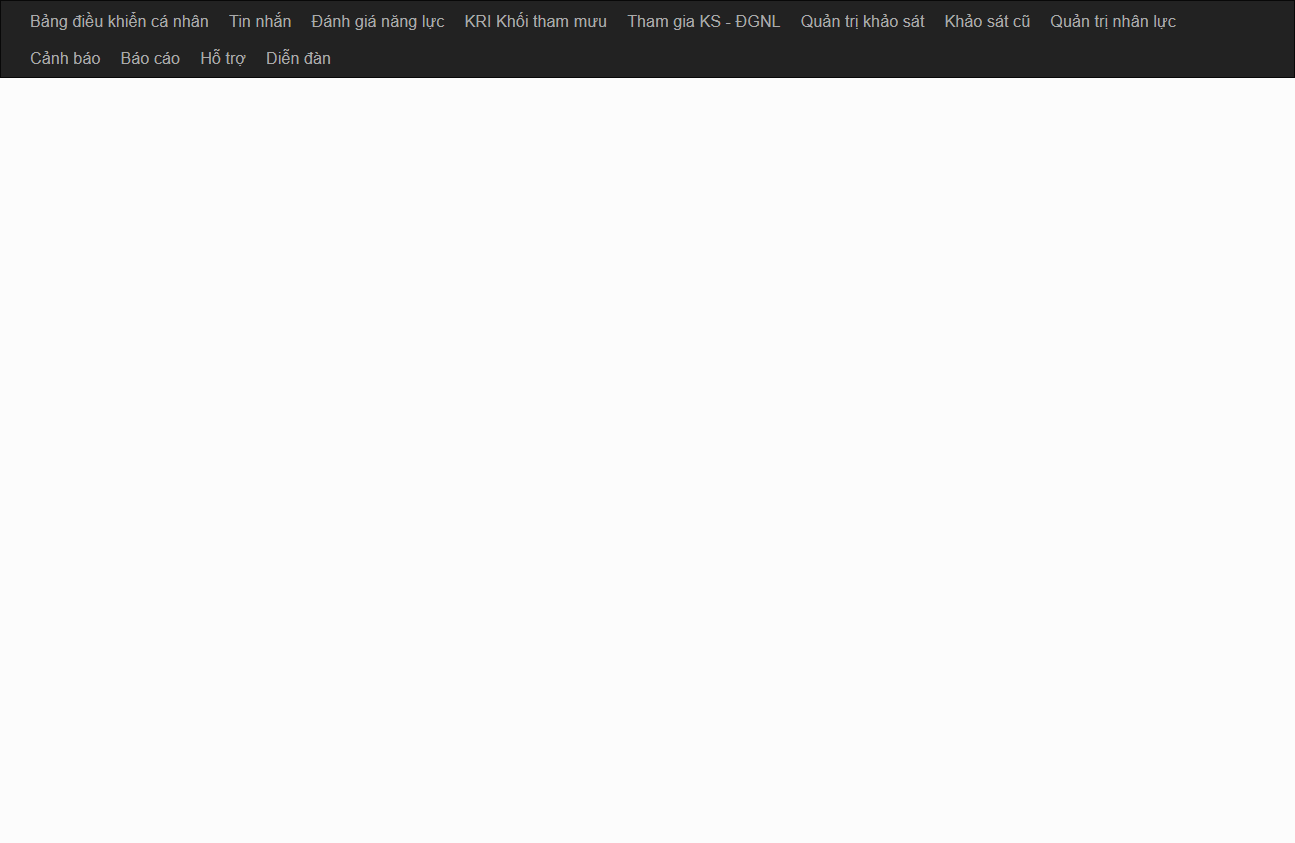 Bảng điều khiển cá nhân Tin nhắn Đánh giá năng lực KRI Khối tham mưu Tham gia KS - ĐGNL Quản trị khảo sát Khảo sát cũ Quản trị nhân lực
Cảnh báo Báo cáo Hỗ trợ Diễn đàn